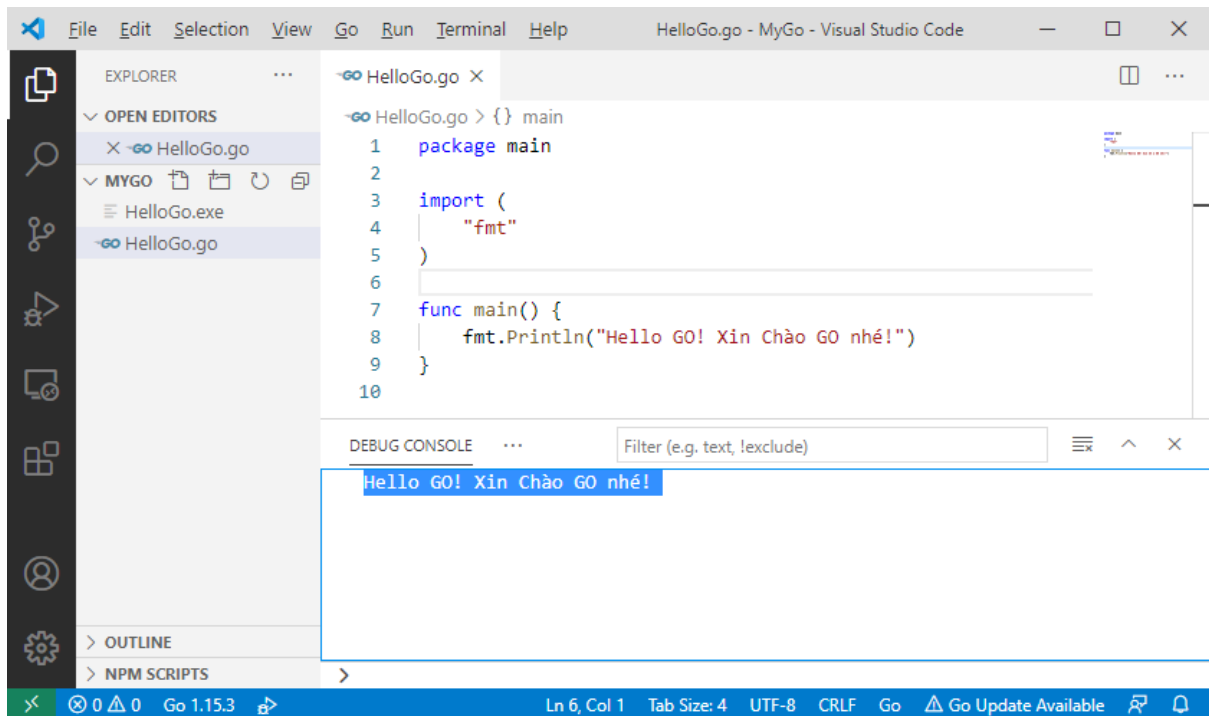 File Edit Selection View Go Run Terminal Help HelloGo.go - MyGo - Visual Studio Code
EXPLORER
OPEN EDITORS
GO HelloGo.go
MYGO
HelloGo.exe
GO HelloGo.go
OUTLINE
NPM SCRIPTS
GO HelloGo.go
GO HelloGo.go > {} main
1 package main
2
3 import (
4 "fmt"
5 )
6
7 func main() {
8 fmt.Println("Hello GO! Xin Chào GO nhé!")
9 }
10
DEBUG CONSOLE ... Filter (e.g. text, !exclude)
Hello GO! Xin Chào GO nhé!
>
0 0 Go 1.15.3 Ln 6, Col 1 Tab Size: 4 UTF-8 CRLF Go Go Update Available